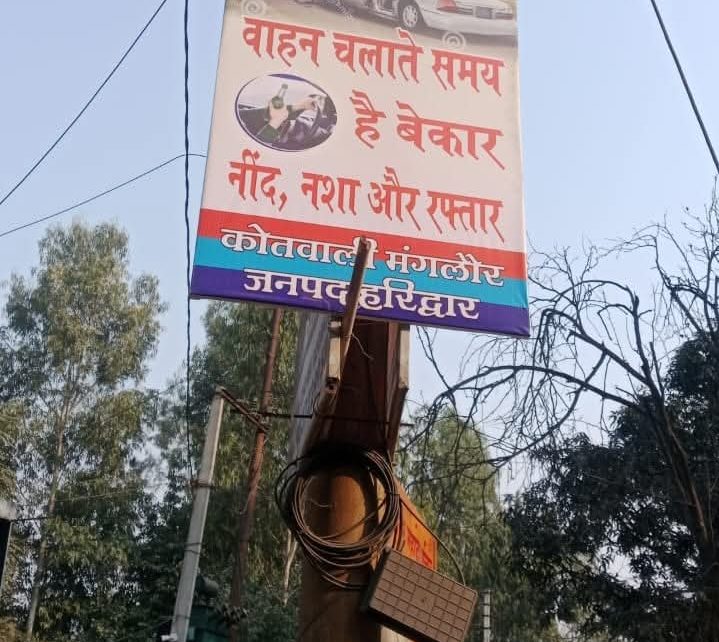 वाहन चलाते समय
है बेकार
नींद, नशा और रफ्तार
कोतवाली मंगलौर
जनपद हरिद्वार